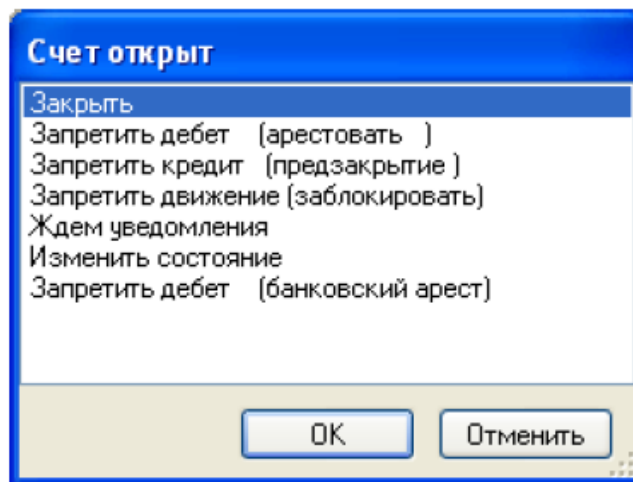 Счет открыт
Закрыть
Запретить дебет (арестовать )
Запретить кредит (предзакрытие )
Запретить движение (заблокировать)
Ждем уведомления
Изменить состояние
Запретить дебет (банковский арест)
OK Отменить